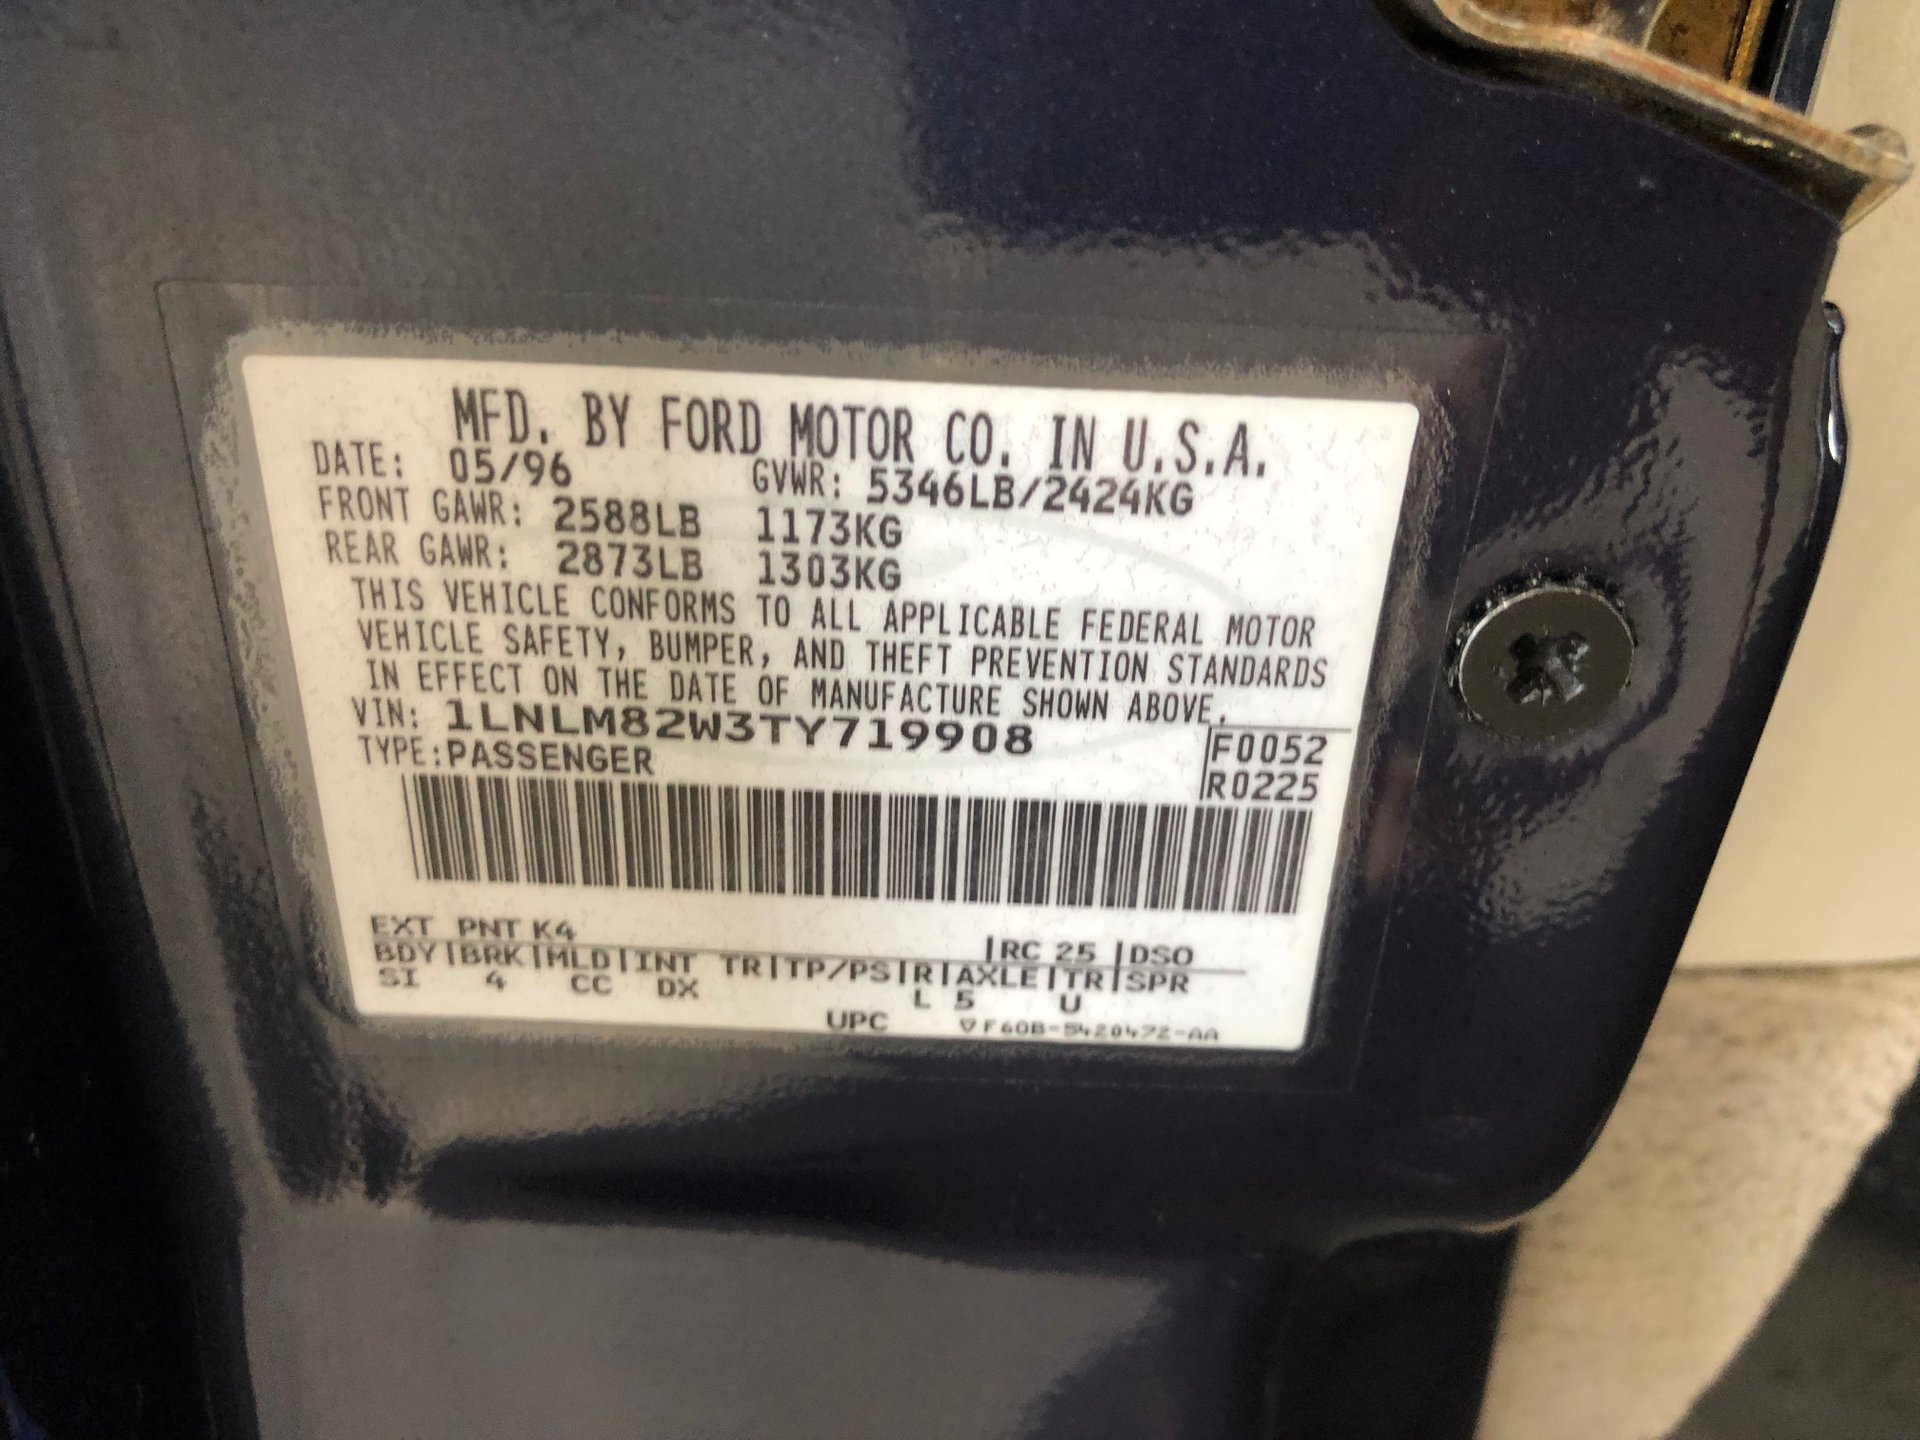 MFD. BY FORD MOTOR CO. IN U.S.A.
DATE: 05/96 GVWR: 5346LB/2424KG
FRONT GAWR: 2588LB 1173KG
REAR GAWR: 2873LB 1303KG
THIS VEHICLE CONFORMS TO ALL APPLICABLE FEDERAL MOTOR
VEHICLE SAFETY, BUMPER, AND THEFT PREVENTION STANDARDS
IN EFFECT ON THE DATE OF MANUFACTURE SHOWN ABOVE.
VIN: 1LNLM82W3TY719908
TYPE: PASSENGER
F0052
R0225
EXT PNT K4 |RC 25 |DSO
BDY|BRK|MLD|INT TR|TP/PS|R|AXLE|TR|SPR
SI 4 CC DX L 5 U
UPC ▽F60B-5420472-AA